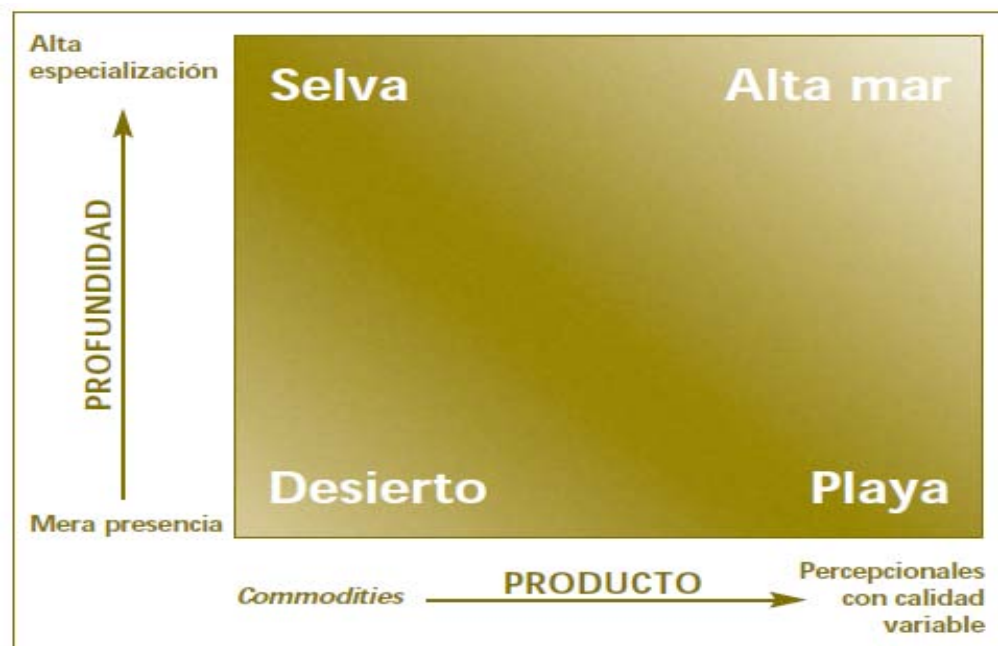 Alta
especialización
Selva
Alta mar
PROFUNDIDAD
Desierto
Playa
Mera presencia
Commodities
PRODUCTO
Percepcionales
con calidad
variable